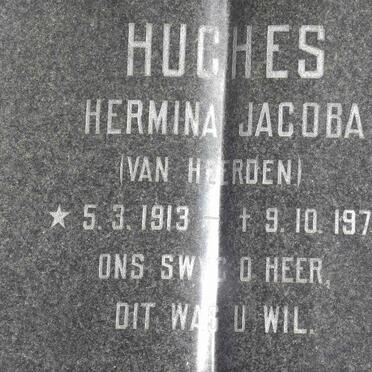 HUGHES
HERMINA JACOBA
(VAN HEERDEN)
★ 5.3.1913 – † 9.10.197
ONS SWYG O HEER,
DIT WAS U WIL.